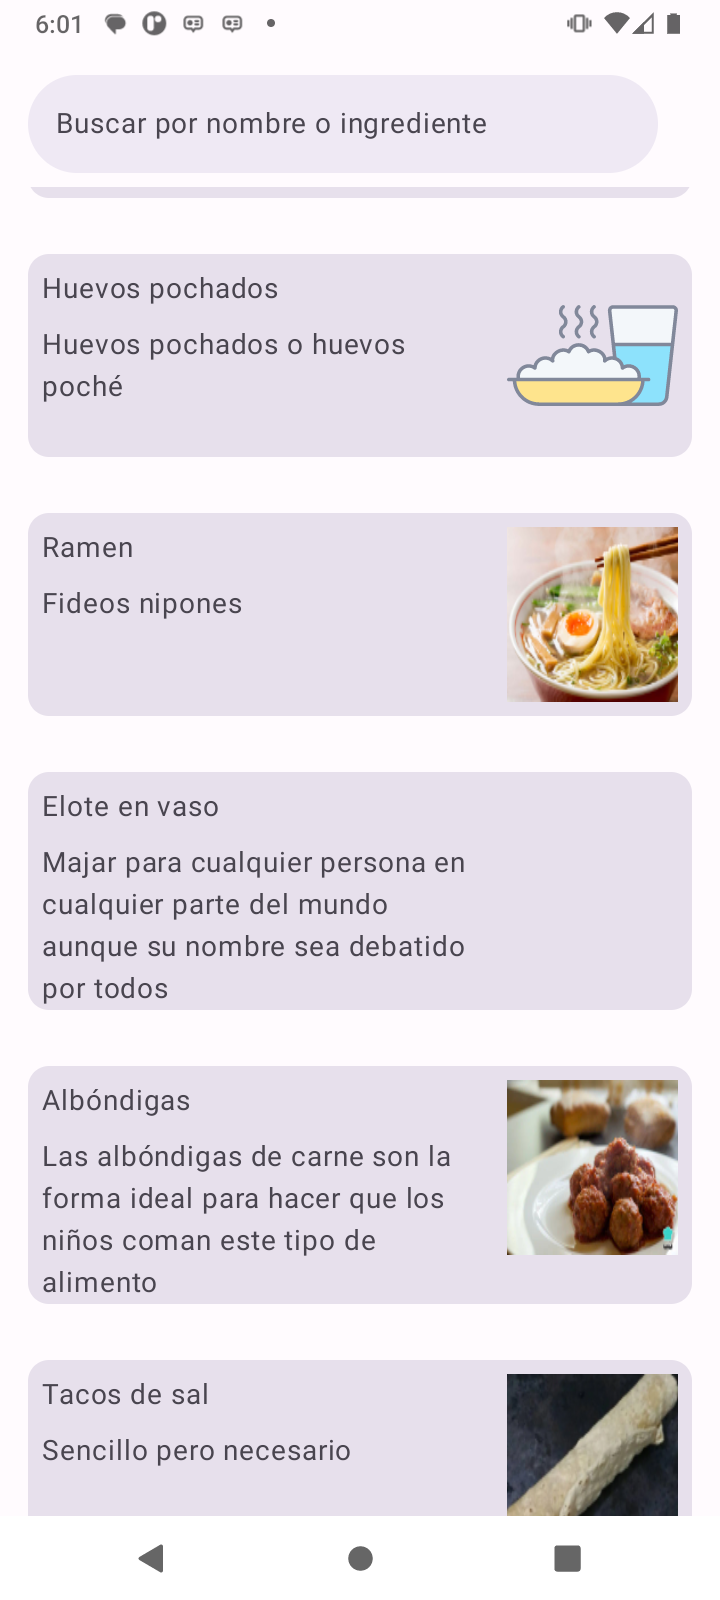 6:01
Buscar por nombre o ingrediente
Huevos pochados
Huevos pochados o huevos
poché
Ramen
Fideos nipones
Elote en vaso
Majar para cualquier persona en
cualquier parte del mundo
aunque su nombre sea debatido
por todos
Albóndigas
Las albóndigas de carne son la
forma ideal para hacer que los
niños coman este tipo de
alimento
Tacos de sal
Sencillo pero necesario